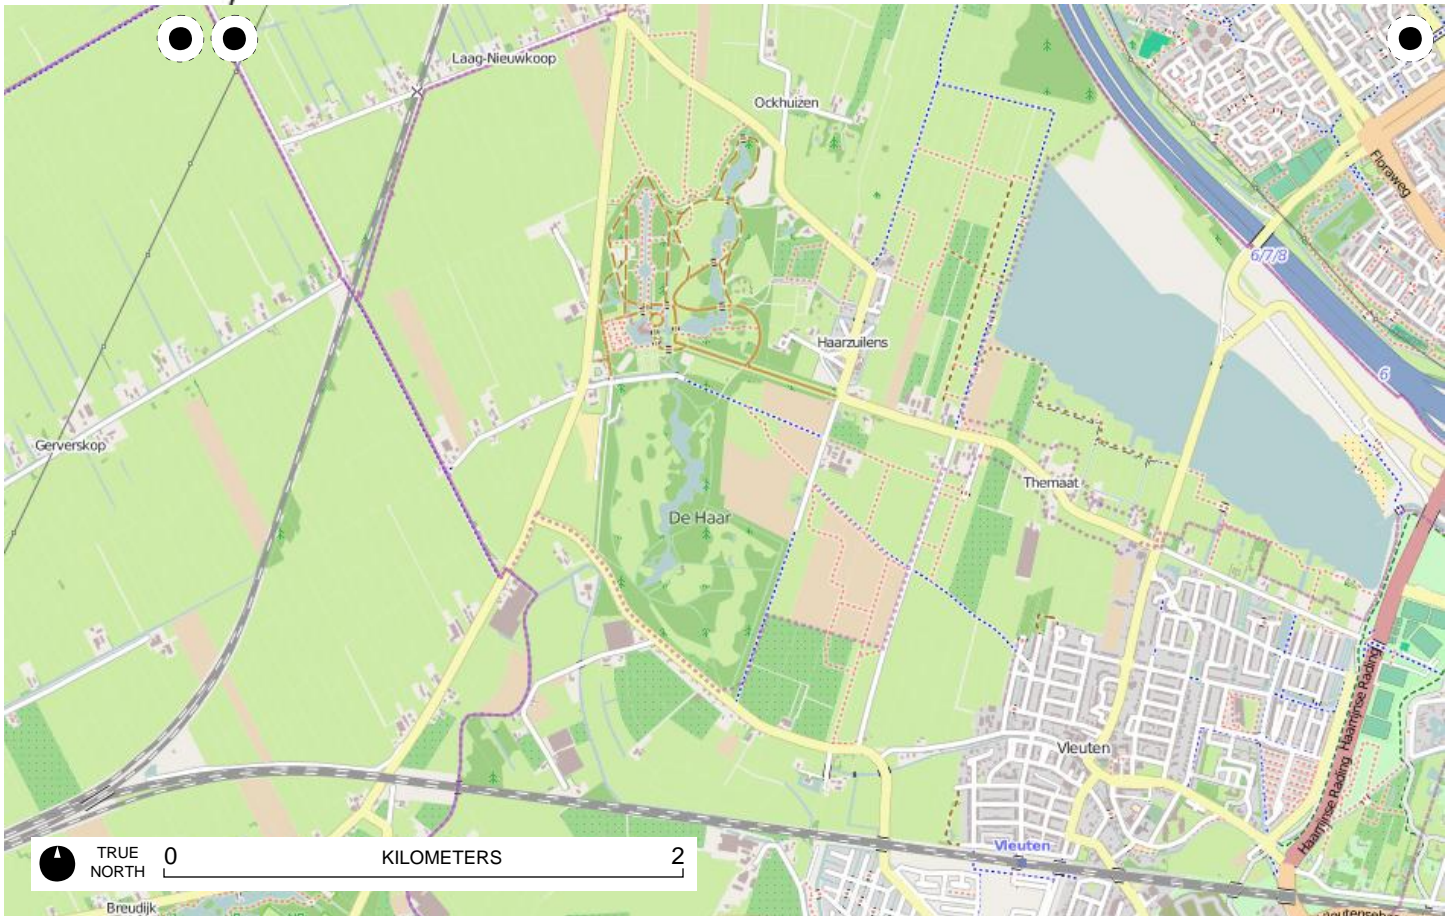 Laag-Nieuwkoop
Ockhuizen
Floraweg
6/7/8
Haarzuilens
6
Gerverskop
Themaat
De Haar
Haarrijnse Rading
Haarrijnse Rading
Vleuten
Vleuten
TRUE
NORTH
0
KILOMETERS
2
Breudijk